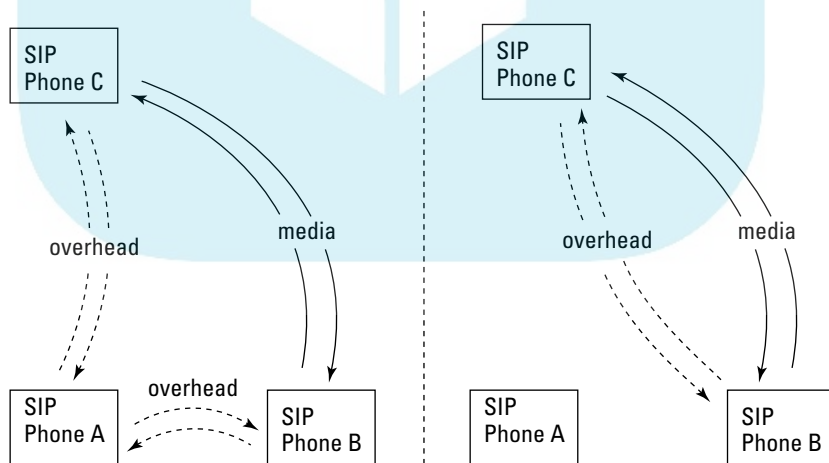 SIP
Phone C
SIP
Phone C
overhead
media
overhead
media
overhead
SIP
Phone A
SIP
Phone B
SIP
Phone A
SIP
Phone B